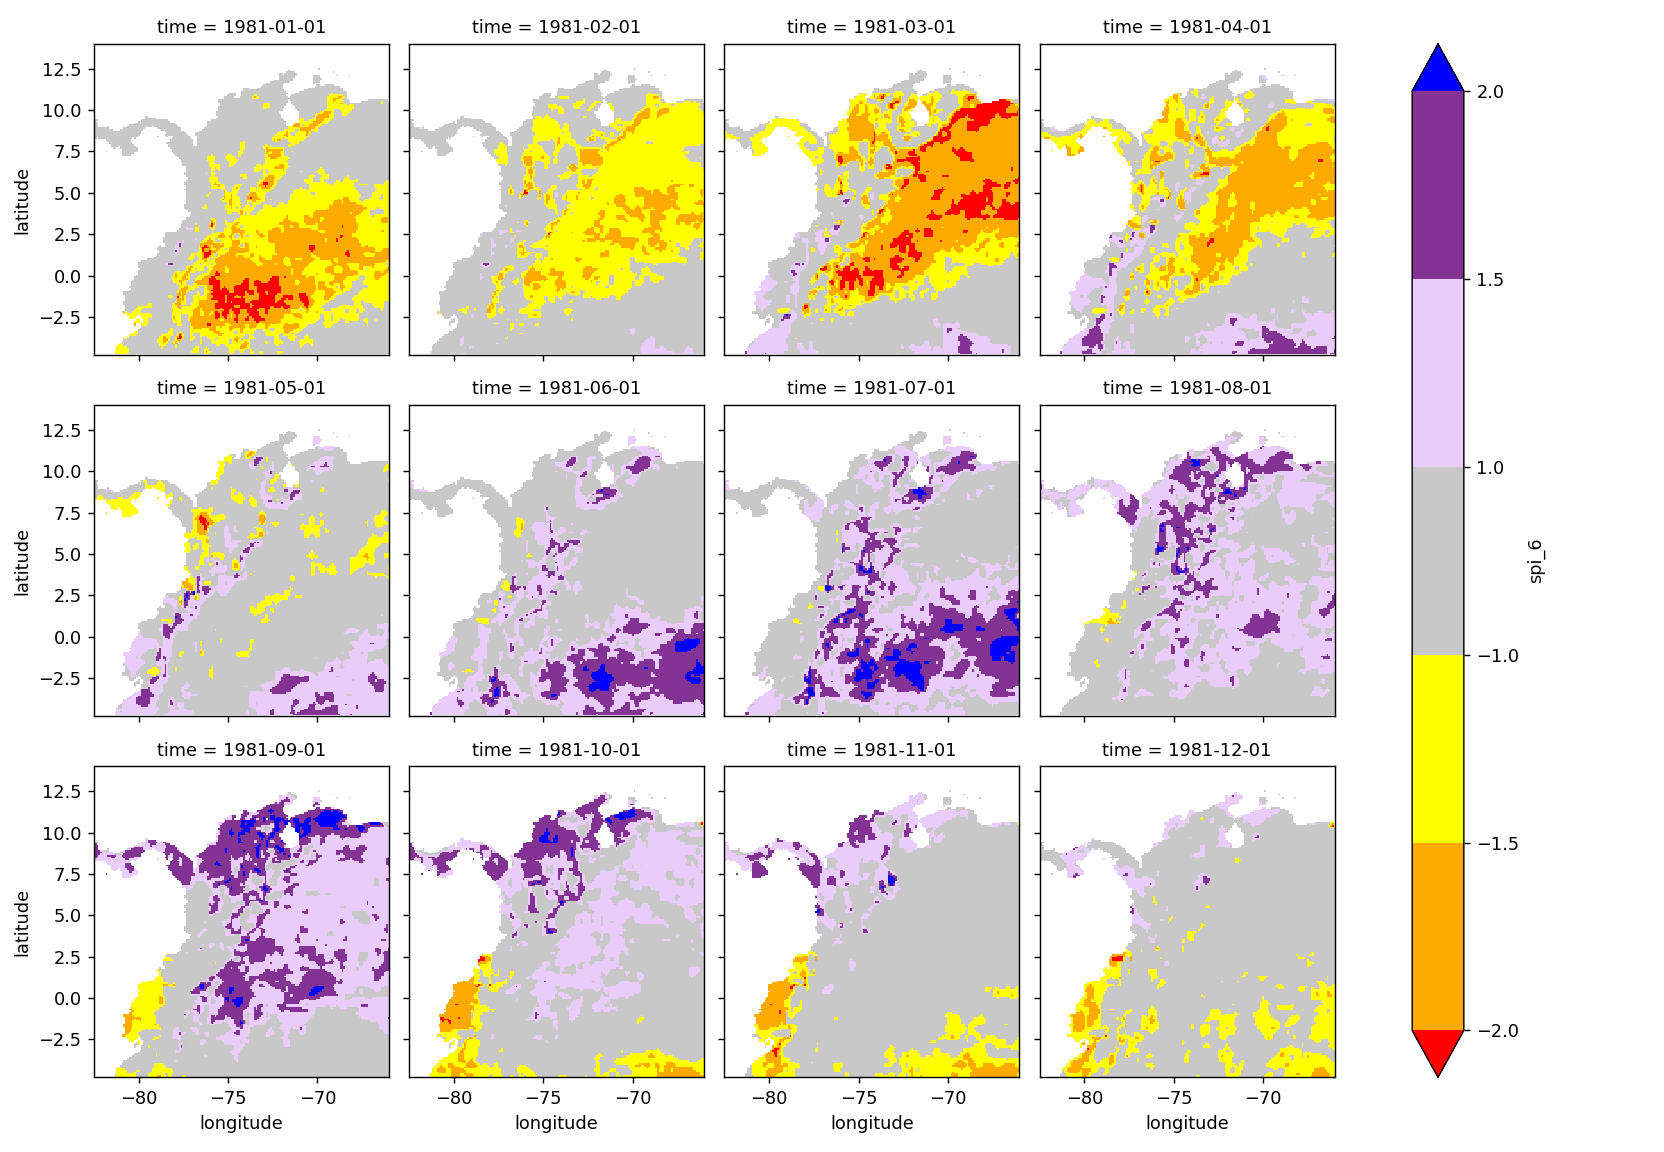 time = 1981-01-01
time = 1981-02-01
time = 1981-03-01
time = 1981-04-01
12.5
10.0
7.5
5.0
2.5
0.0
−2.5
latitude
time = 1981-05-01
time = 1981-06-01
time = 1981-07-01
time = 1981-08-01
12.5
10.0
7.5
5.0
2.5
0.0
−2.5
latitude
time = 1981-09-01
time = 1981-10-01
time = 1981-11-01
time = 1981-12-01
12.5
10.0
7.5
5.0
2.5
0.0
−2.5
latitude
−80 −75 −70
longitude
−80 −75 −70
longitude
−80 −75 −70
longitude
−80 −75 −70
longitude
2.0
1.5
1.0
−1.0
−1.5
−2.0
spi_6